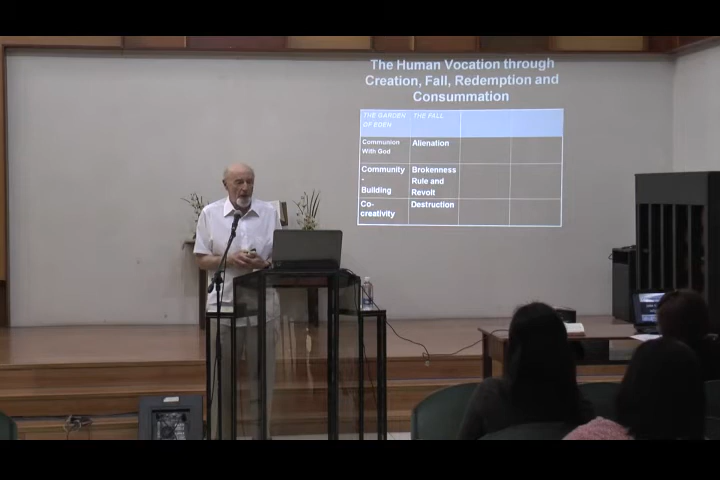 The Human Vocation through
Creation, Fall, Redemption and
Consummation
THE GARDEN OF EDEN THE FALL
Communion With God Alienation
Community - Building Brokenness Rule and Revolt
Co- creativity Destruction